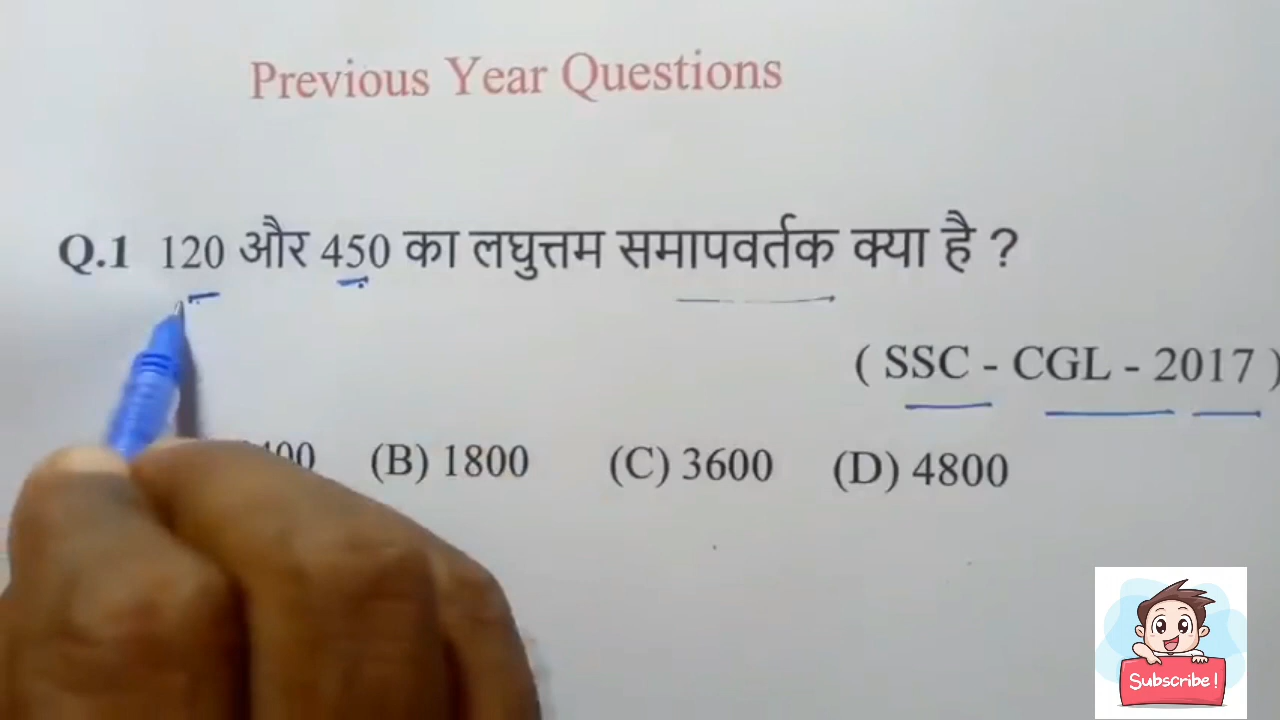 Previous Year Questions
Q.1 120 और 450 का लघुत्तम समापवर्तक क्या है ?
( SSC - CGL - 2017 )
(B) 1800 (C) 3600 (D) 4800
Subscribe !